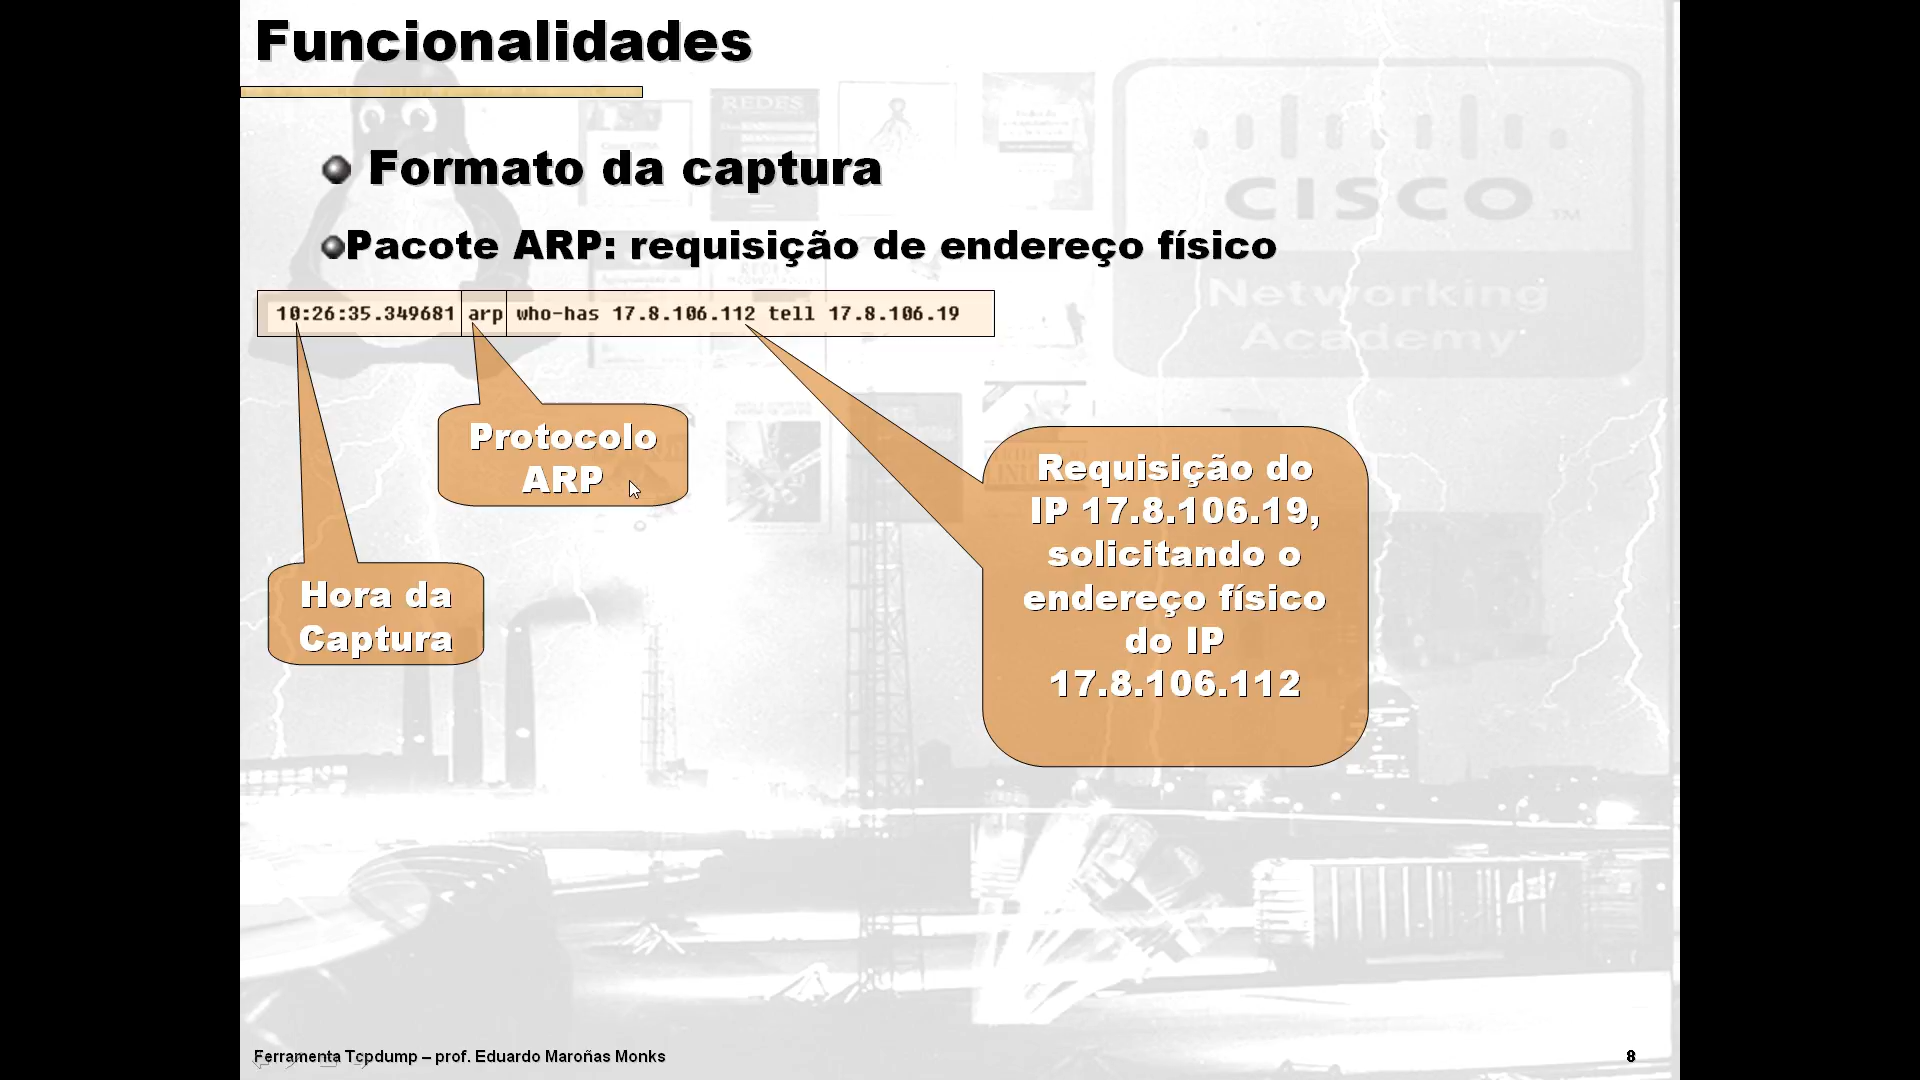 Funcionalidades
Formato da captura
Pacote ARP: requisição de endereço físico
10:26:35.349681 arp who-has 17.8.106.112 tell 17.8.106.19
Protocolo
ARP
Hora da
Captura
Requisição do
IP 17.8.106.19,
solicitando o
endereço físico
do IP
17.8.106.112
REDES
CISCO
TM
Networking
Academy
Ferramenta Tcpdump – prof. Eduardo Maroñas Monks
8